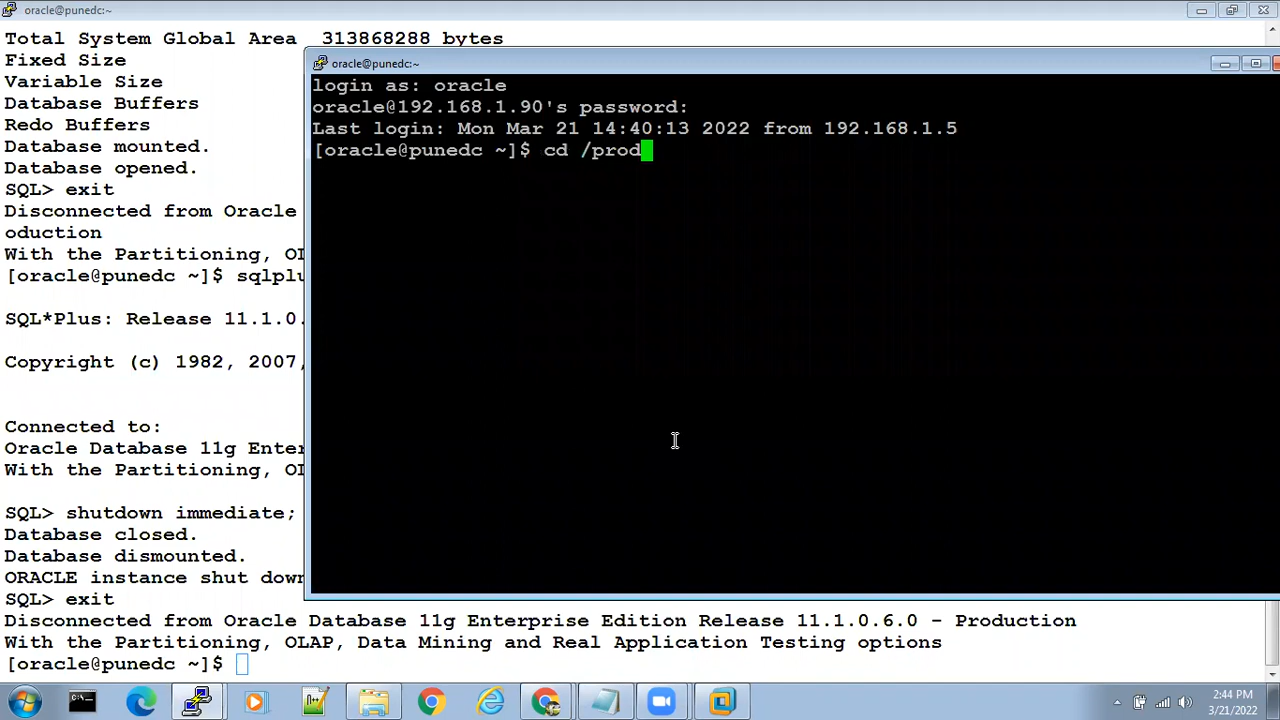 oracle@punedc:~
Total System Global Area 313868288 bytes
Fixed Size
Variable Size
Database Buffers
Redo Buffers
Database mounted.
Database opened.
SQL> exit
Disconnected from Oracle
oduction
With the Partitioning,
[oracle@punedc ~]$ sqlplu
SQL*Plus: Release 11.1.0.
Copyright (c) 1982, 2007,
Connected to:
Oracle Database 11g Enter
With the Partitioning,
SQL> shutdown immediate;
Database closed.
Database dismounted.
ORACLE instance shut down
SQL> exit
Disconnected from Oracle Database 11g Enterprise Edition Release 11.1.0.6.0 - Production
With the Partitioning, OLAP, Data Mining and Real Application Testing options
[oracle@punedc ~]$
oracle@punedc:~
login as: oracle
oracle@192.168.1.90's password:
Last login: Mon Mar 21 14:40:13 2022 from 192.168.1.5
[oracle@punedc ~]$ cd /prod
2:44 PM
3/21/2022